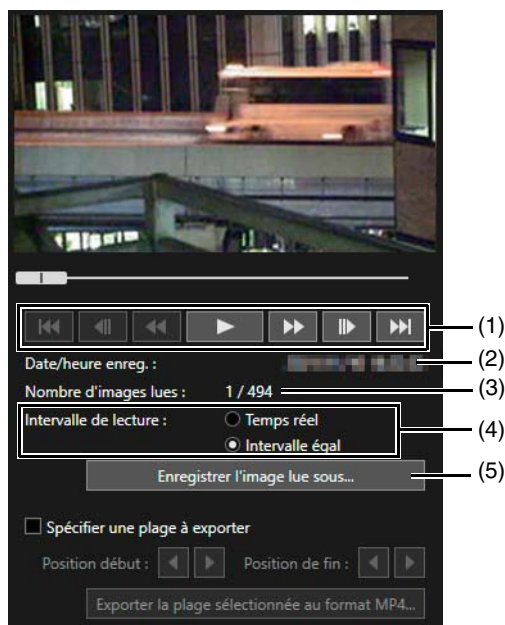 (1)
Date/heure enreg. :
(2)
Nombre d'images lues : 1 / 494
(3)
Intervalle de lecture : Temps réel
(4)
Intervalle égal
Enregistrer l'image lue sous...
(5)
Spécifier une plage à exporter
Position début : Position de fin :
Exporter la plage sélectionnée au format MP4...